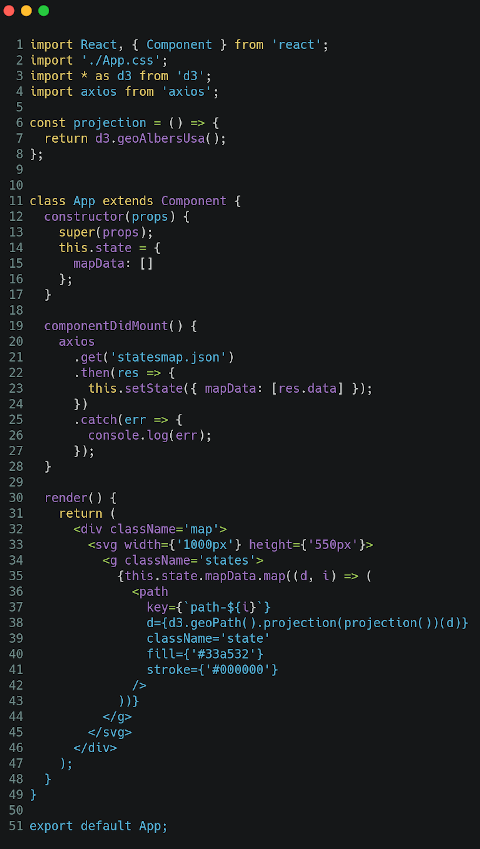 1 import React, { Component } from 'react';
2 import './App.css';
3 import * as d3 from 'd3';
4 import axios from 'axios';
5
6 const projection = () => {
7   return d3.geoAlbersUsa();
8 };
9
10
11 class App extends Component {
12   constructor(props) {
13     super(props);
14     this.state = {
15       mapData: []
16     };
17   }
18
19   componentDidMount() {
20     axios
21       .get('statesmap.json')
22       .then(res => {
23         this.setState({ mapData: [res.data] });
24       })
25       .catch(err => {
26         console.log(err);
27       });
28   }
29
30   render() {
31     return (
32       <div className='map'>
33         <svg width={'1000px'} height={'550px'}>
34           <g className='states'>
35             {this.state.mapData.map((d, i) => (
36               <path
37                 key={`path-${i}`}
38                 d={d3.geoPath().projection(projection())(d)}
39                 className='state'
40                 fill={'#33a532'}
41                 stroke={'#000000'}
42               />
43             ))}
44           </g>
45         </svg>
46       </div>
47     );
48   }
49 }
50
51 export default App;